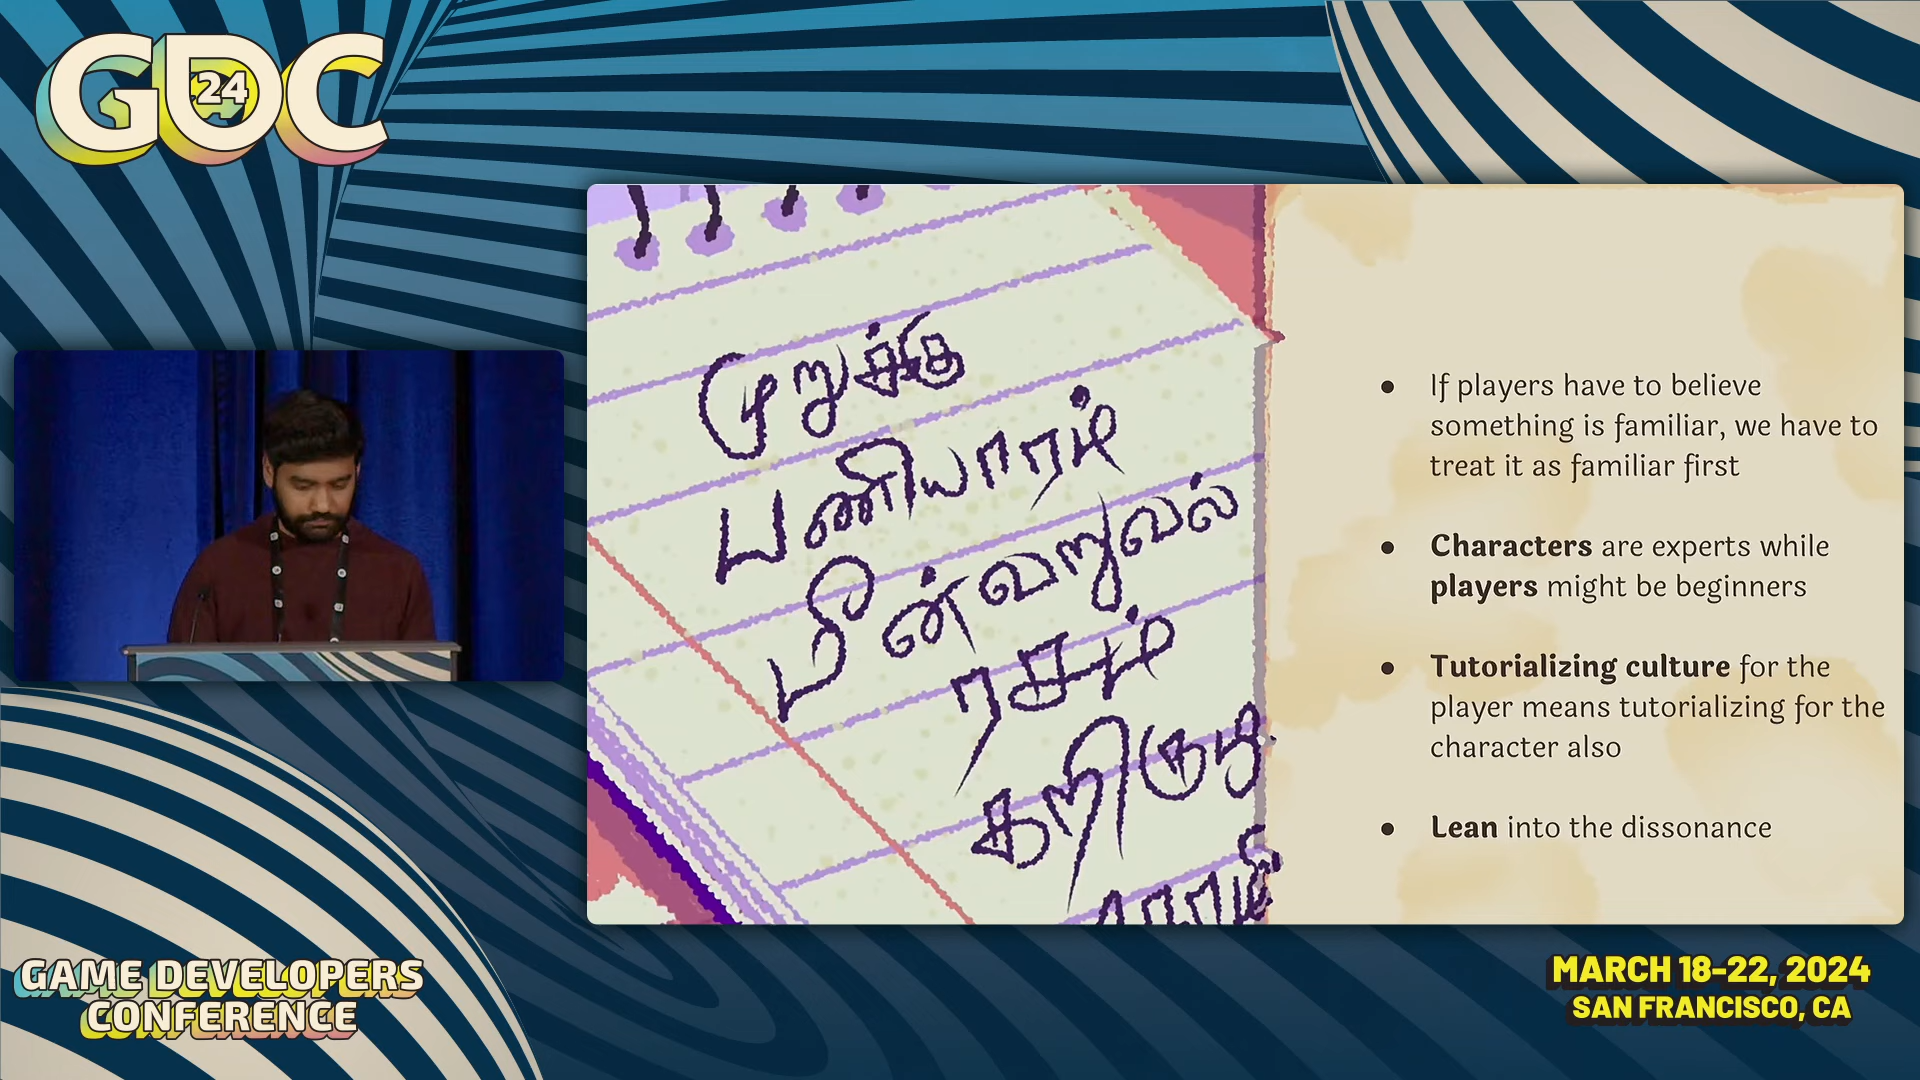 GDC
24
முறுக்கு
பணியாரம்
மீன்வறுவல்
ரசம்
கறிகுழ
If players have to believe
something is familiar, we have to
treat it as familiar first
Characters are experts while
players might be beginners
Tutorializing culture for the
player means tutorializing for the
character also
Lean into the dissonance
GAME DEVELOPERS
CONFERENCE
MARCH 18-22, 2024
SAN FRANCISCO, CA